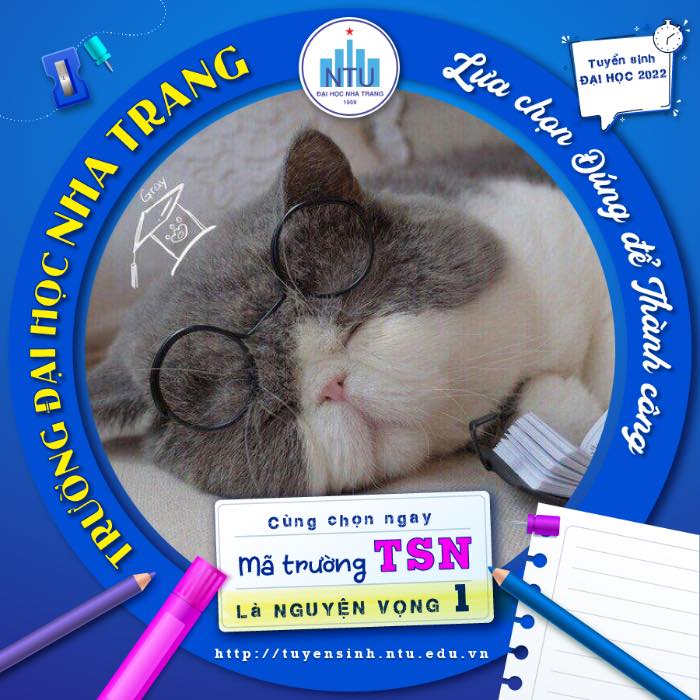 TRƯỜNG ĐẠI HỌC NHA TRANG
NTU
ĐẠI HỌC NHA TRANG
1959
Lựa chọn Đúng để Thành công
Tuyển sinh
ĐẠI HỌC 2022
Gray
Cùng chọn ngay
Mã trường TSN
Là NGUYỆN VỌNG 1
http://tuyensinh.ntu.edu.vn